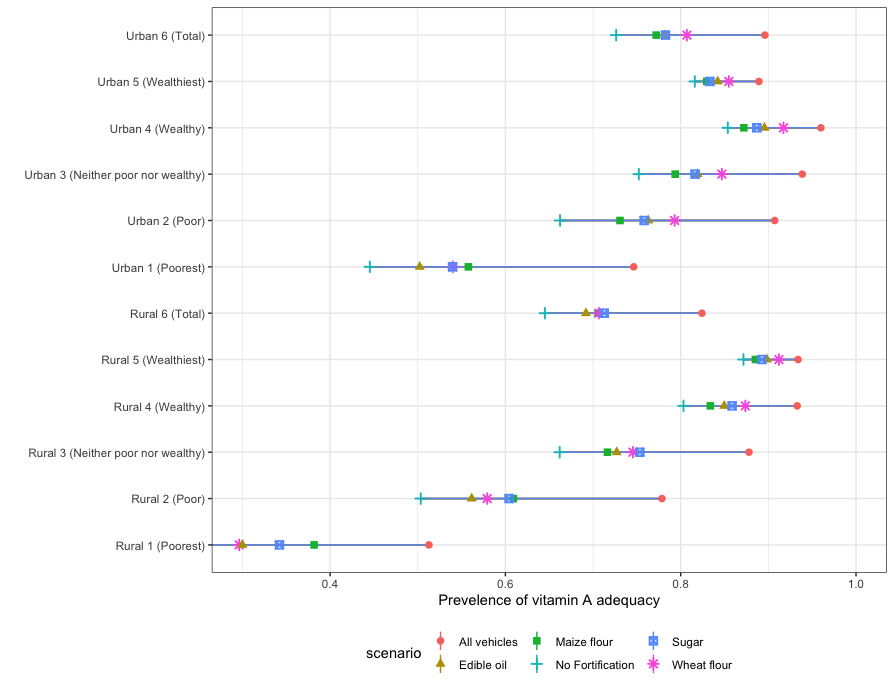 Urban 6 (Total)
Urban 5 (Wealthiest)
Urban 4 (Wealthy)
Urban 3 (Neither poor nor wealthy)
Urban 2 (Poor)
Urban 1 (Poorest)
Rural 6 (Total)
Rural 5 (Wealthiest)
Rural 4 (Wealthy)
Rural 3 (Neither poor nor wealthy)
Rural 2 (Poor)
Rural 1 (Poorest)
0.4 0.6 0.8 1.0
Prevelence of vitamin A adequacy
scenario
All vehicles Maize flour Sugar
Edible oil No Fortification Wheat flour